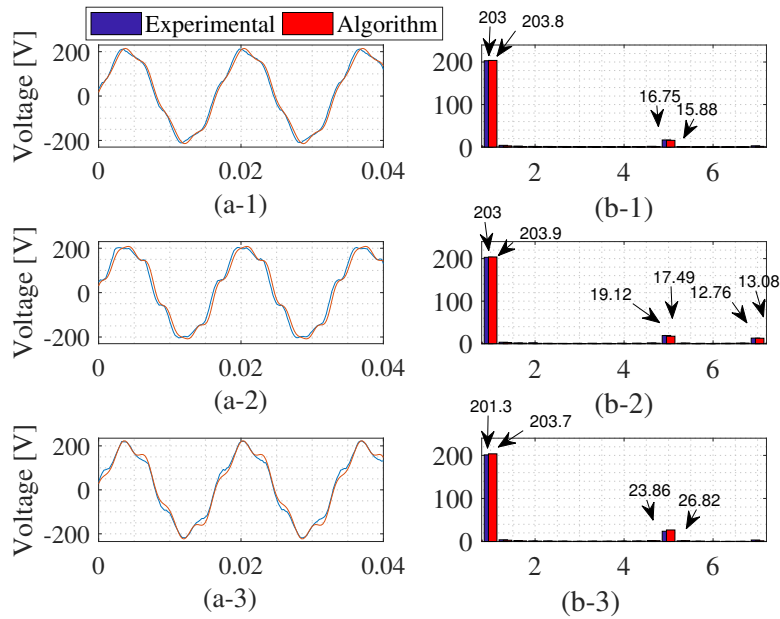 Experimental Algorithm
Voltage [V]
200
0
-200
0 0.02 0.04
(a-1)
203 203.8
16.75 15.88
200
100
0
2 4 6
(b-1)
Voltage [V]
200
0
-200
0 0.02 0.04
(a-2)
203 203.9
19.12 17.49 12.76 13.08
200
100
0
2 4 6
(b-2)
Voltage [V]
200
0
-200
0 0.02 0.04
(a-3)
201.3 203.7
23.86 26.82
200
100
0
2 4 6
(b-3)